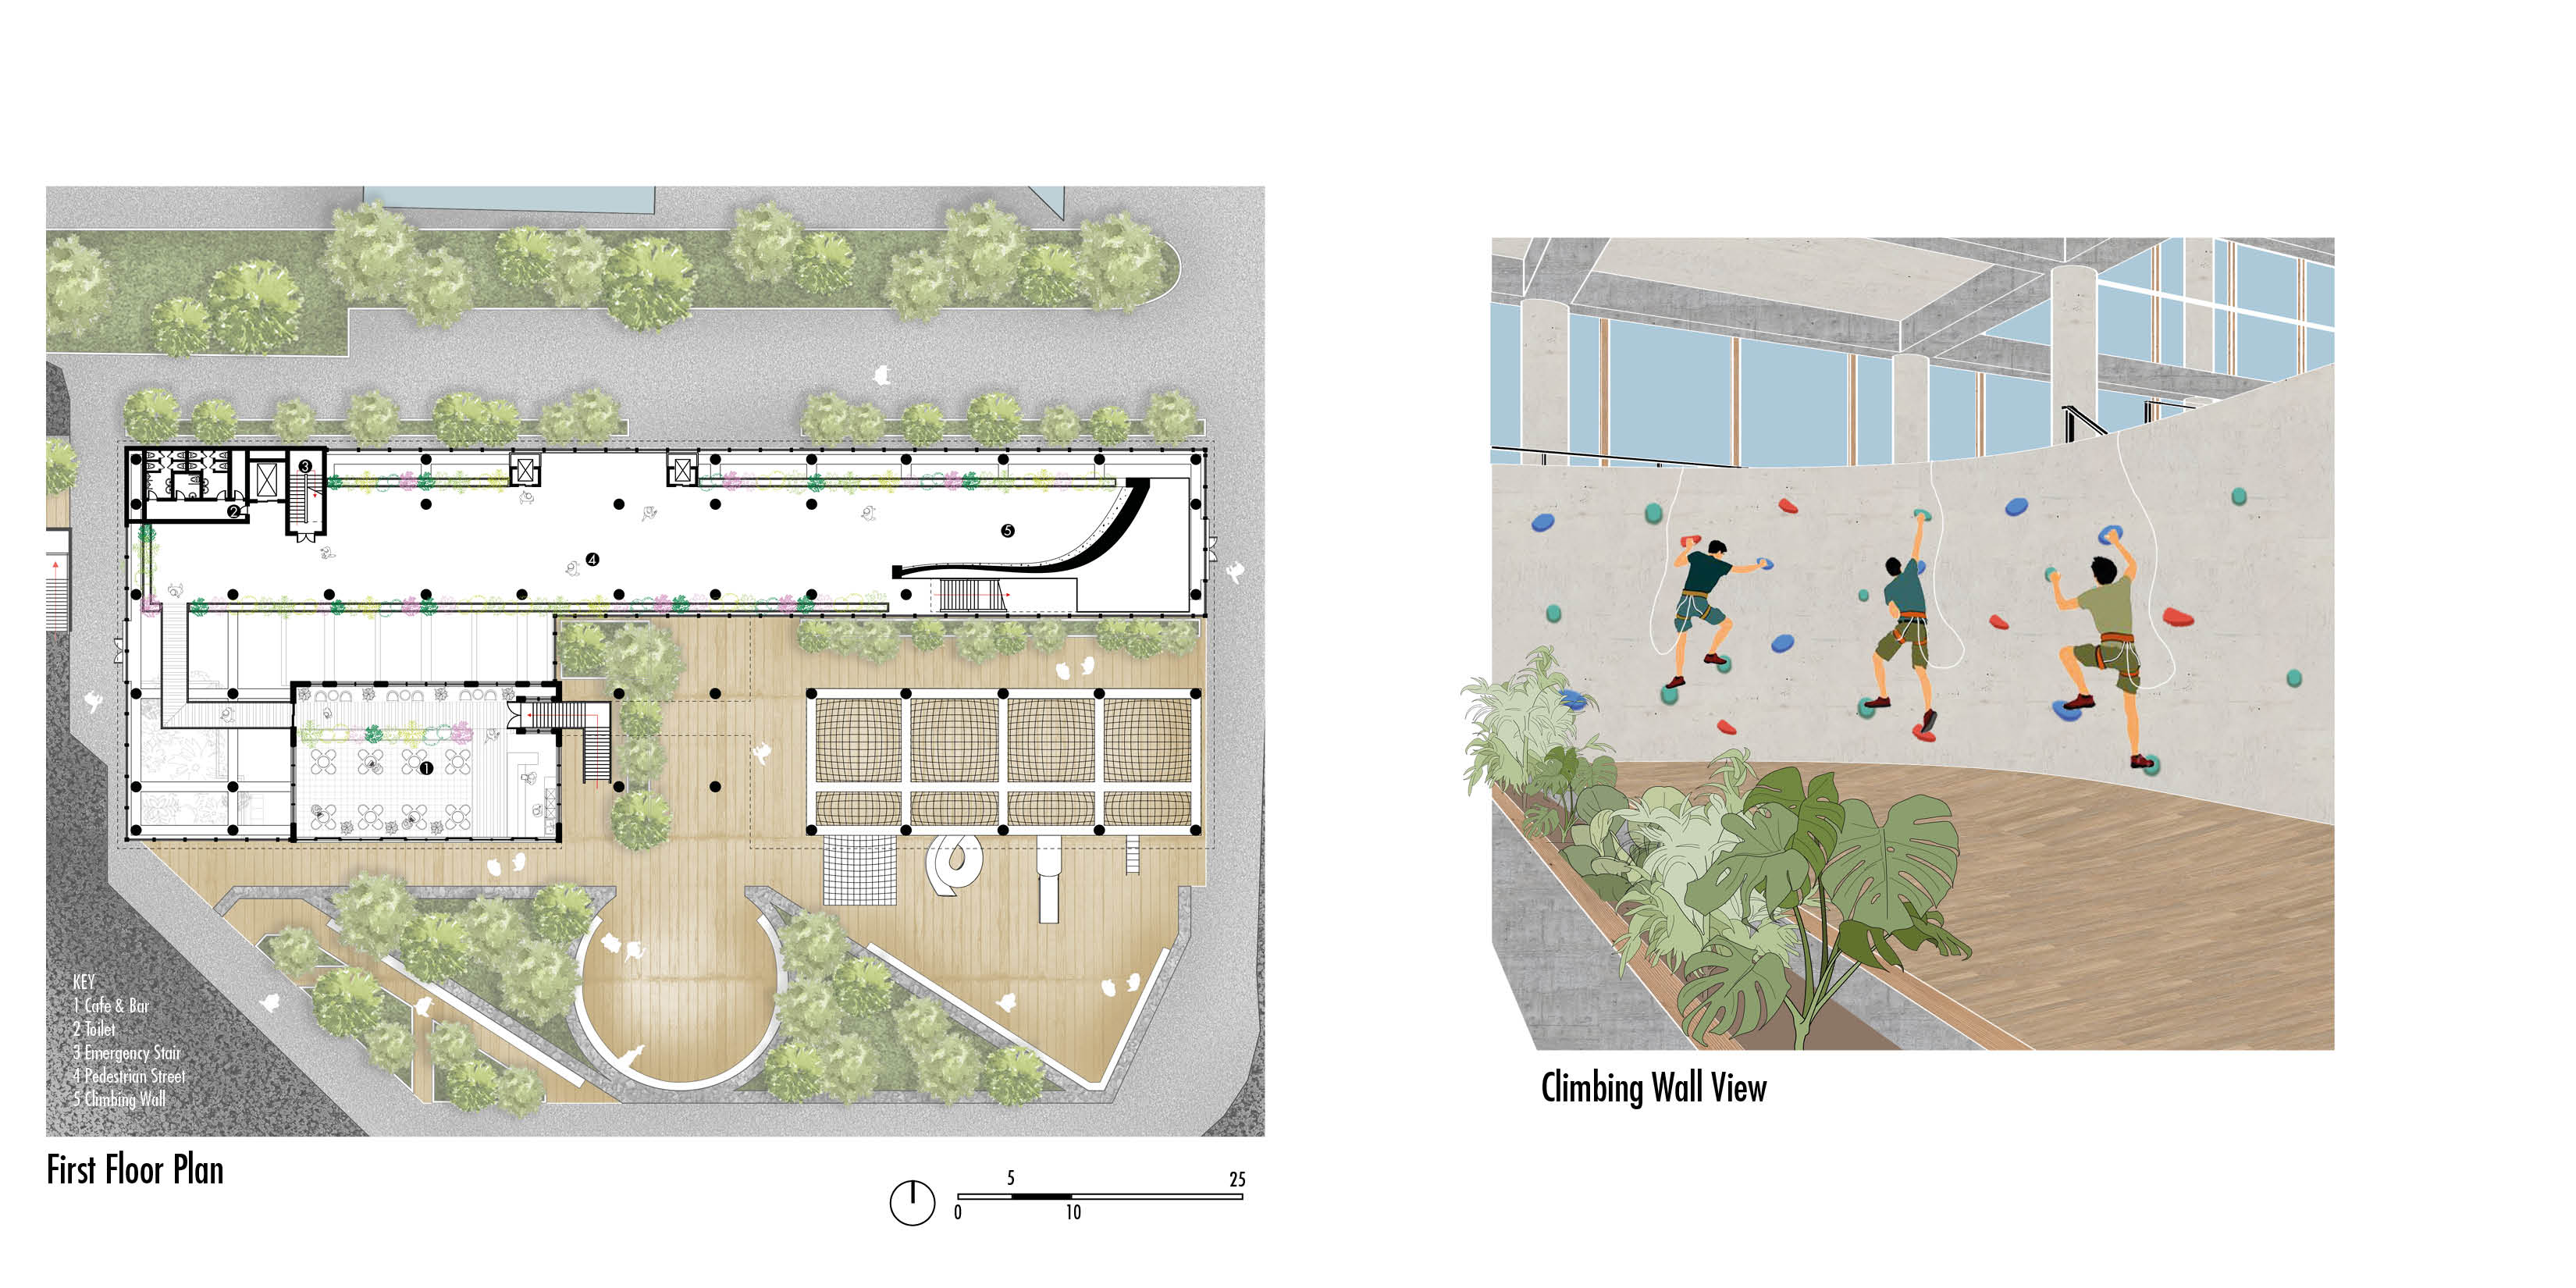 3
2
5
4
1
KEY
1 Cafe & Bar
2 Toilet
3 Emergency Stair
4 Pedestrian Street
5 Climbing Wall
First Floor Plan
5
25
0
10
Climbing Wall View